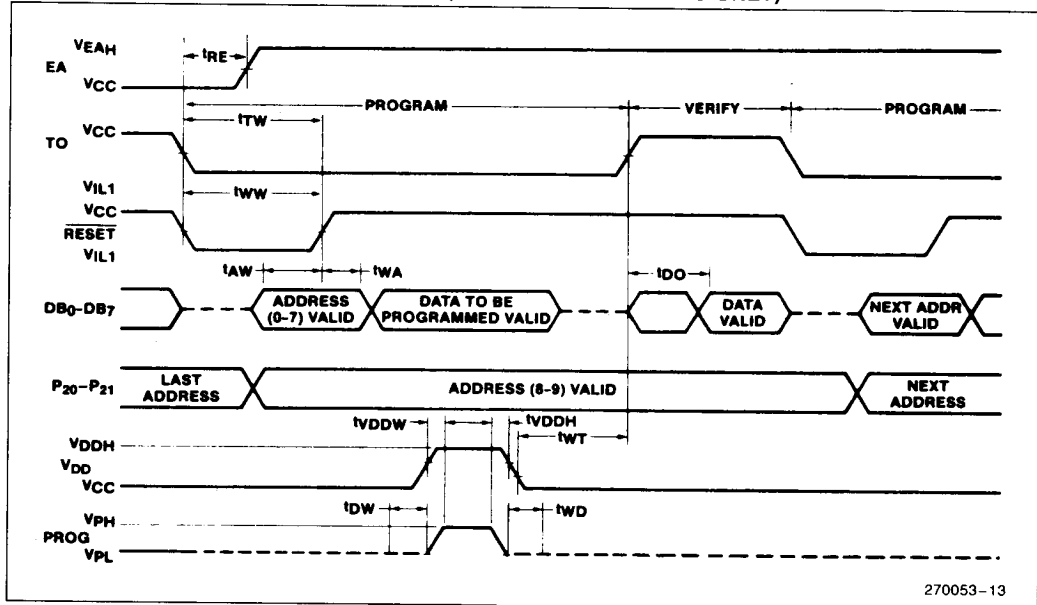 VEAH
tRE
EA
VCC
PROGRAM
VERIFY
PROGRAM
tTW
TO
VCC
VIL1
tWW
VCC
RESET
VIL1
tAW
tWA
tDO
DB0-DB7
ADDRESS
(0-7) VALID
DATA TO BE
PROGRAMMED VALID
DATA
VALID
NEXT ADDR
VALID
P20-P21
LAST
ADDRESS
ADDRESS (8-9) VALID
NEXT
ADDRESS
tVDDW
tVDDH
tWT
VDDH
VDD
VCC
tDW
tWD
VPH
PROG
VPL
270053-13